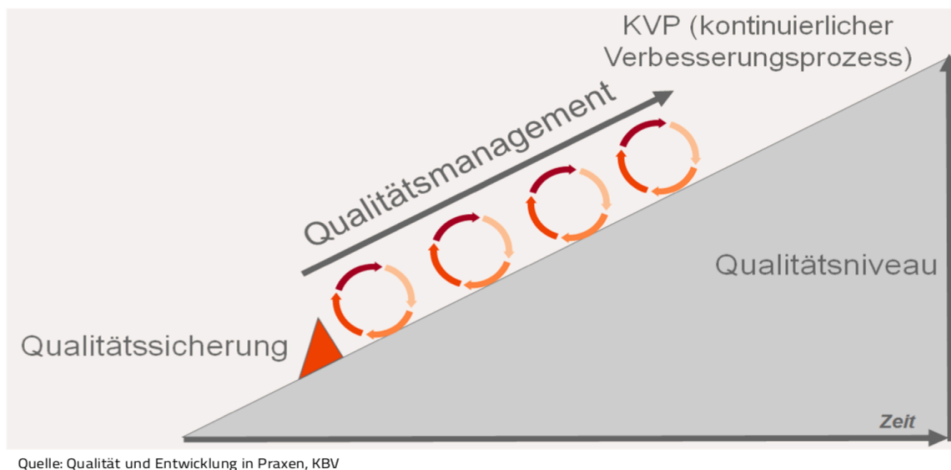 KVP (kontinuierlicher
Verbesserungsprozess)
Qualitätsmanagement
Qualitätsniveau
Qualitätssicherung
Zeit
Quelle: Qualität und Entwicklung in Praxen, KBV